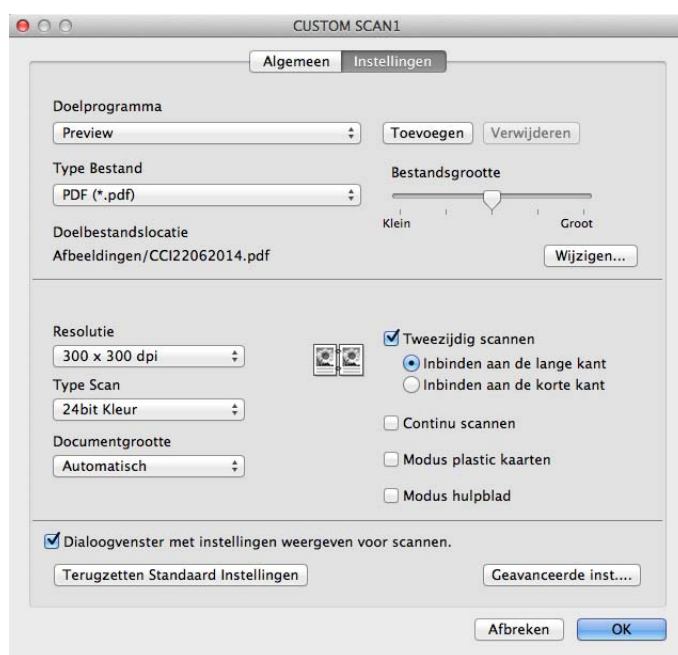 CUSTOM SCAN1
Algemeen Instellingen
Doelprogramma
Preview Toevoegen Verwijderen
Type Bestand Bestandsgrootte
PDF (*.pdf)
Klein Groot
Doelbestandslocatie
Afbeeldingen/CCI22062014.pdf Wijzigen...
Resolutie
300 x 300 dpi
Type Scan
24bit Kleur
Documentgrootte
Automatisch
Tweezijdig scannen
Inbinden aan de lange kant
Inbinden aan de korte kant
Continu scannen
Modus plastic kaarten
Modus hulpblad
Dialoogvenster met instellingen weergeven voor scannen.
Terugzetten Standaard Instellingen Geavanceerde inst....
Afbreken OK